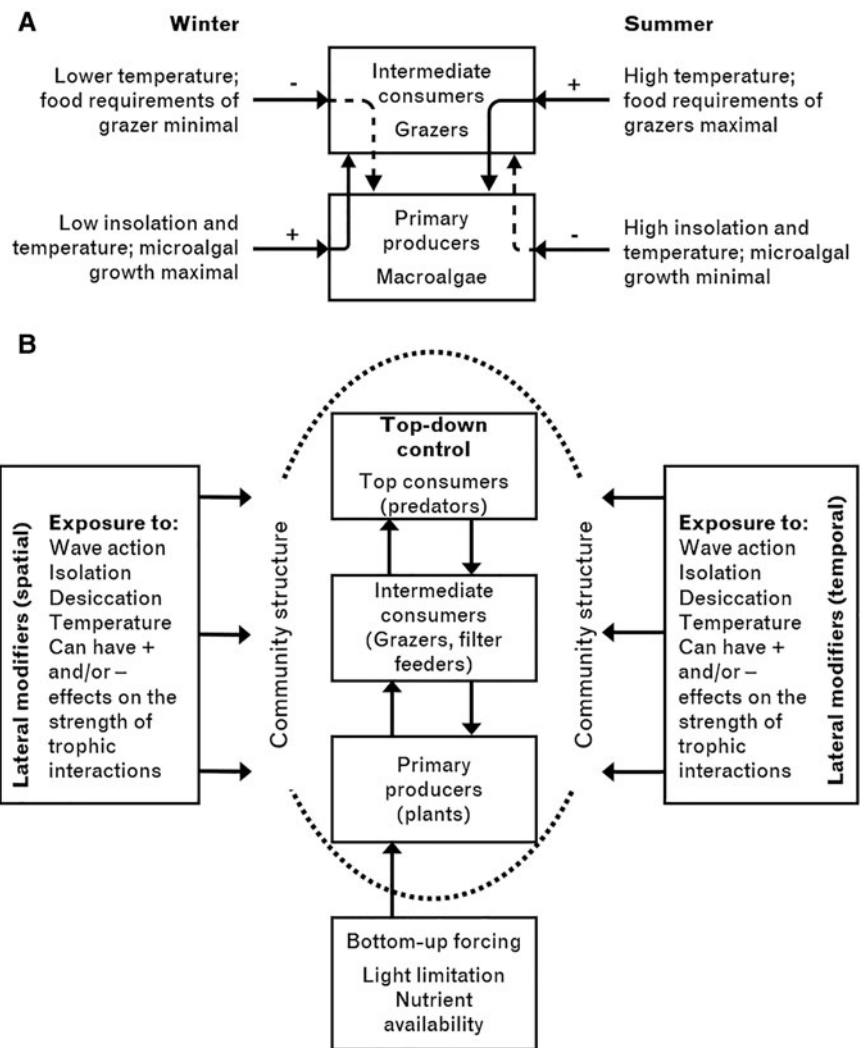 A
Winter
Summer
Lower temperature;
food requirements of
grazer minimal
-
Intermediate
consumers
Grazers
+
High temperature;
food requirements of
grazers maximal
Low insolation and
temperature; microalgal
growth maximal
+
Primary
producers
Macroalgae
-
High insolation and
temperature; microalgal
growth minimal
B
Lateral modifiers (spatial)
Exposure to:
Wave action
Isolation
Desiccation
Temperature
Can have +
and/or –
effects on the
strength of
trophic
interactions
Community structure
Top-down
control
Top consumers
(predators)
Intermediate
consumers
(Grazers, filter
feeders)
Primary
producers
(plants)
Bottom-up forcing
Light limitation
Nutrient
availability
Community structure
Exposure to:
Wave action
Isolation
Desiccation
Temperature
Can have +
and/or –
effects on the
strength of
trophic
interactions
Lateral modifiers (temporal)